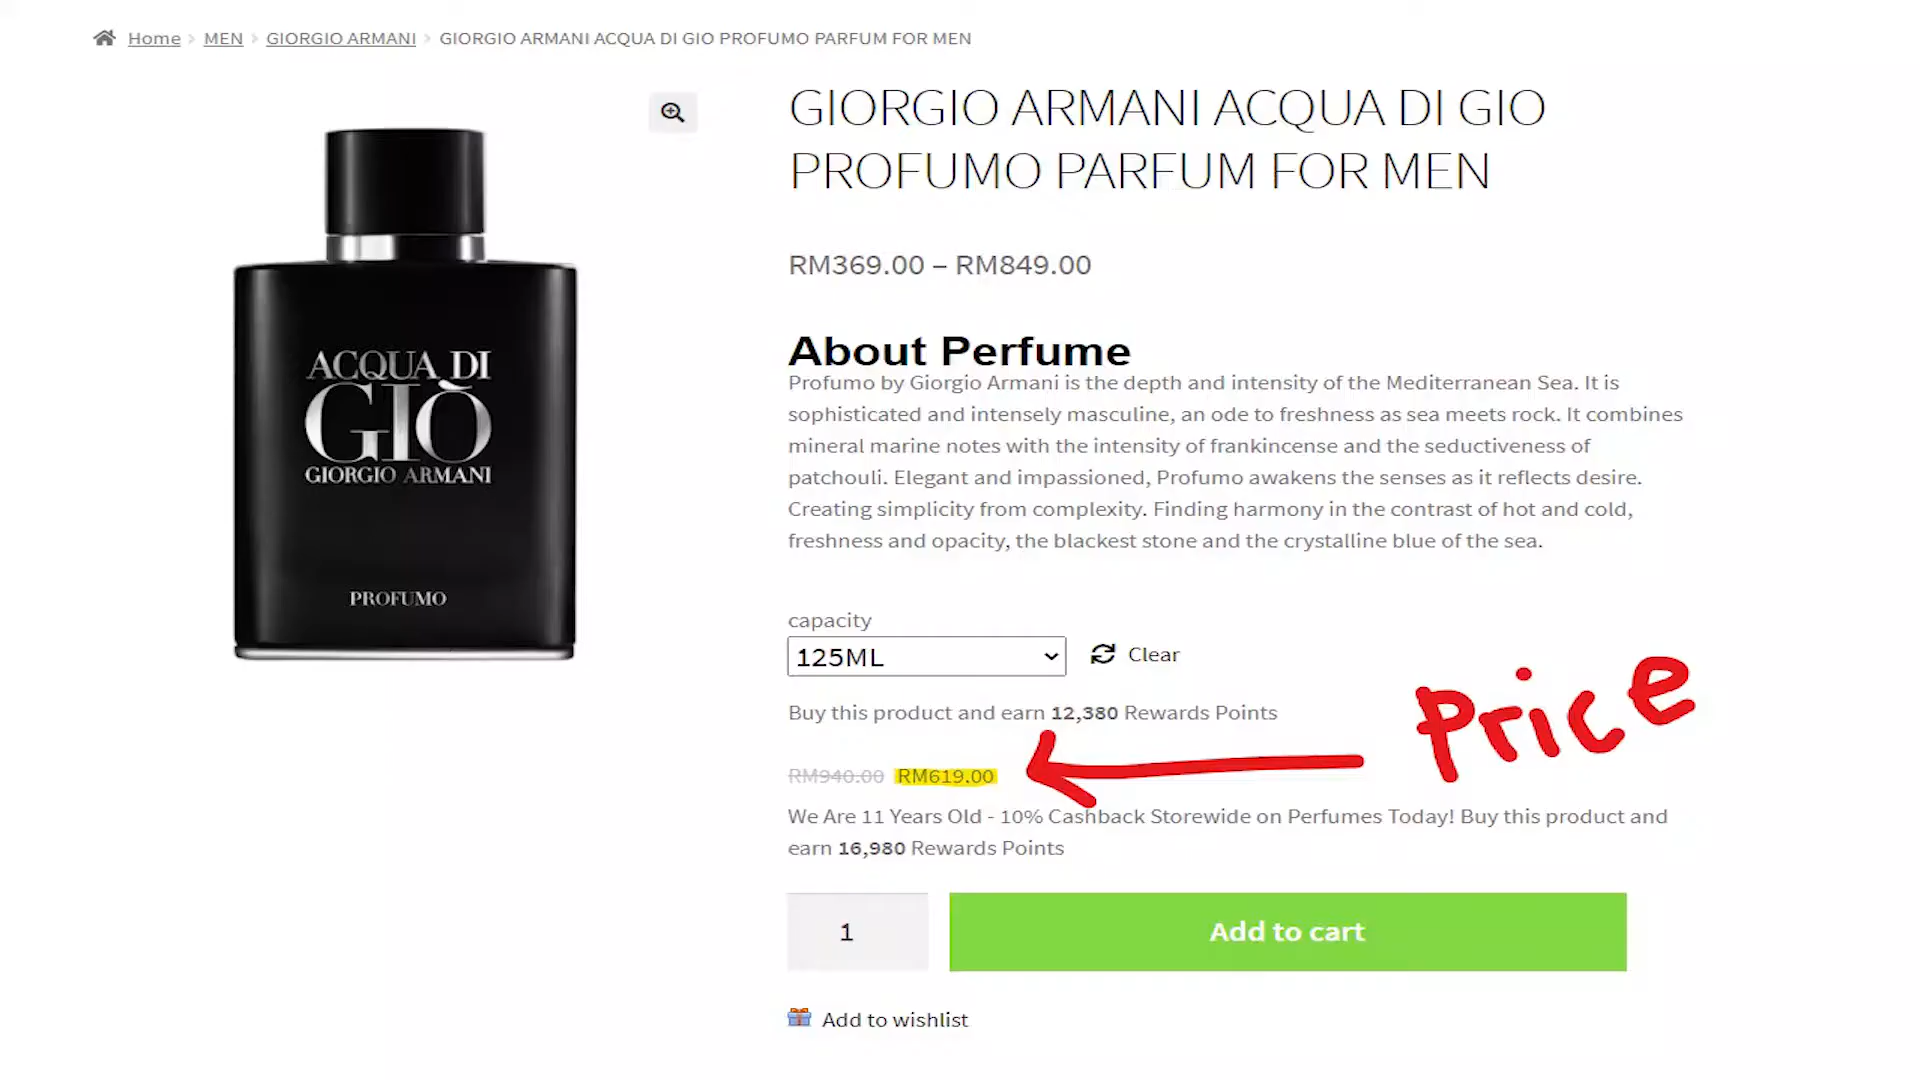 Home > MEN > GIORGIO ARMANI > GIORGIO ARMANI ACQUA DI GIO PROFUMO PARFUM FOR MEN
GIORGIO ARMANI ACQUA DI GIO
PROFUMO PARFUM FOR MEN
RM369.00 – RM849.00
About Perfume
Profumo by Giorgio Armani is the depth and intensity of the Mediterranean Sea. It is
sophisticated and intensely masculine, an ode to freshness as sea meets rock. It combines
mineral marine notes with the intensity of frankincense and the seductiveness of
patchouli. Elegant and impassioned, Profumo awakens the senses as it reflects desire.
Creating simplicity from complexity. Finding harmony in the contrast of hot and cold,
freshness and opacity, the blackest stone and the crystalline blue of the sea.
ACQUA DI
GIÒ
GIORGIO ARMANI
PROFUMO
capacity
125ML
Clear
Buy this product and earn 12,380 Rewards Points
Price
RM940.00 RM619.00
We Are 11 Years Old - 10% Cashback Storewide on Perfumes Today! Buy this product and
earn 16,980 Rewards Points
1
Add to cart
Add to wishlist